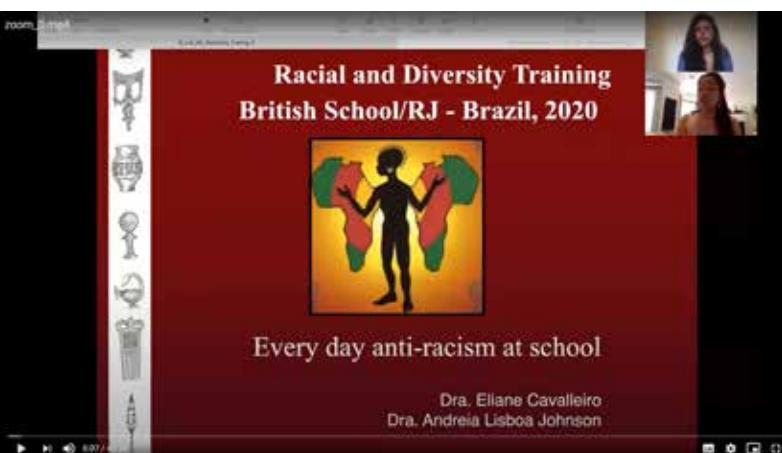 zoom_0.mp4
Racial and Diversity Training
British School/RJ - Brazil, 2020
Every day anti-racism at school
Dra. Eliane Cavalleiro
Dra. Andreia Lisboa Johnson